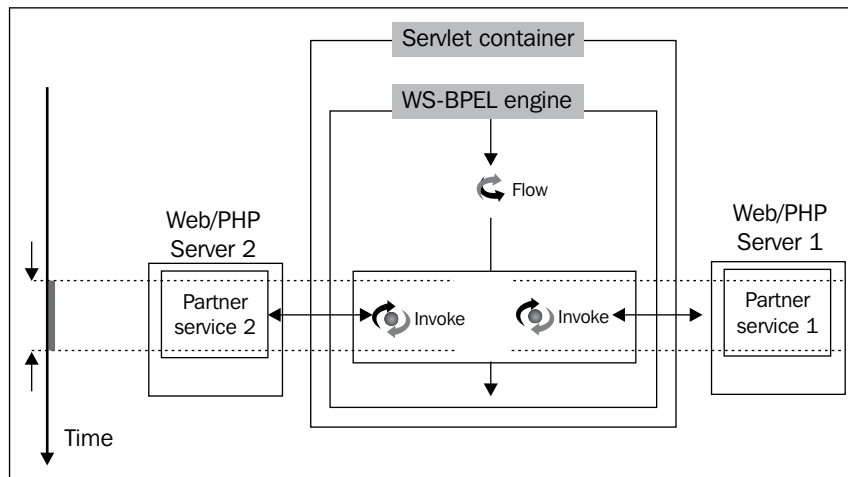 Servlet container
WS-BPEL engine
Flow
Web/PHP
Server 2
Web/PHP
Server 1
Partner
service 2
Invoke
Invoke
Partner
service 1
Time